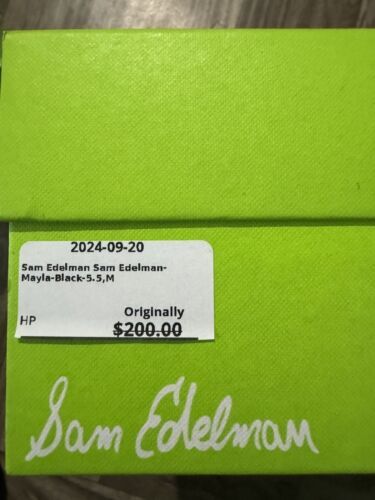 2024-09-20
Sam Edelman Sam Edelman-
Mayla-Black-5.5,M
Originally
HP
$200.00
Sam Edelman